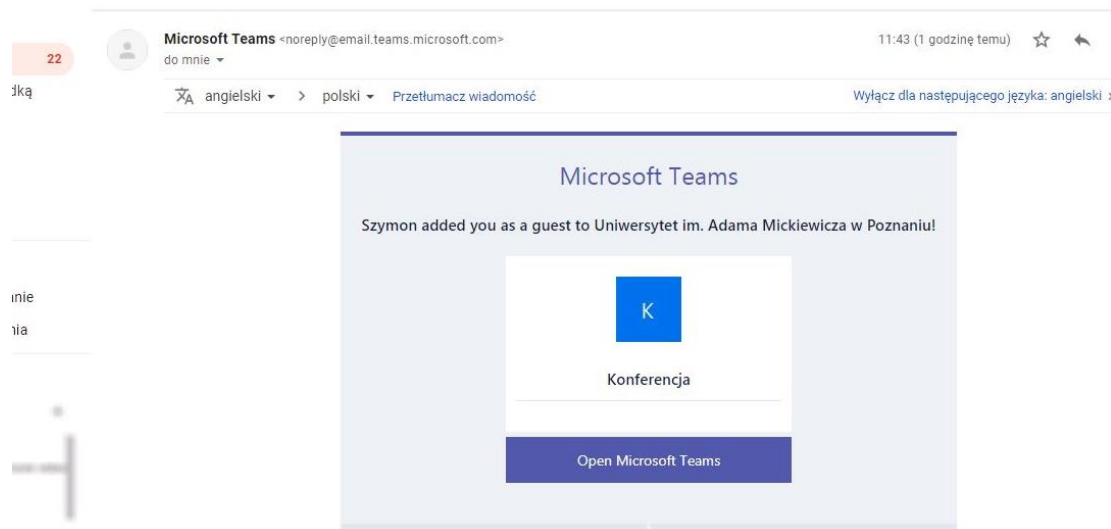 22
dką
nie
nia
Microsoft Teams <noreply@email.teams.microsoft.com>
11:43 (1 godzinę temu)
do mnie
angielski > polski Przetłumacz wiadomość
Wyłącz dla następującego języka: angielski
Microsoft Teams
Szymon added you as a guest to Uniwersytet im. Adama Mickiewicza w Poznaniu!
K
Konferencja
Open Microsoft Teams